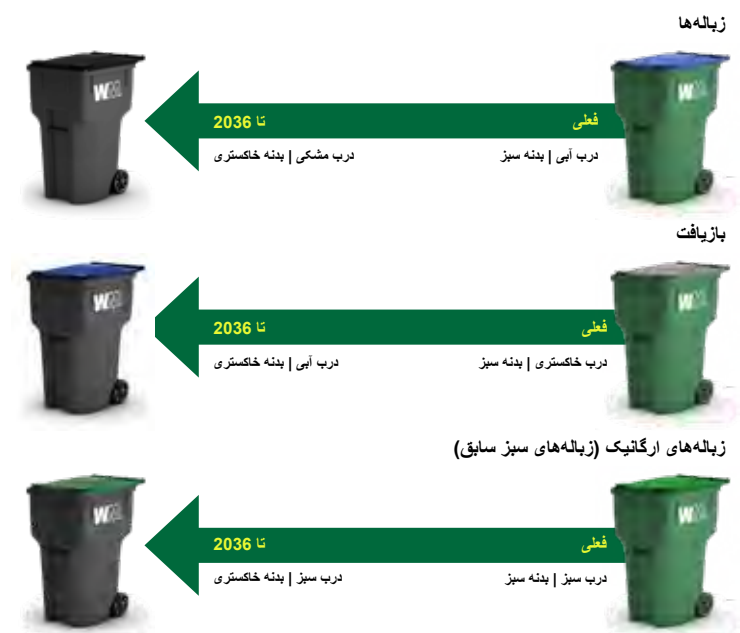 زباله‌ها
فعلی
تا 2036
درب آبی | بدنه سبز
درب مشکی | بدنه خاکستری
بازیافت
فعلی
تا 2036
درب خاکستری | بدنه سبز
درب آبی | بدنه خاکستری
زباله‌های ارگانیک (زباله‌های سبز سابق)
فعلی
تا 2036
درب سبز | بدنه سبز
درب سبز | بدنه خاکستری